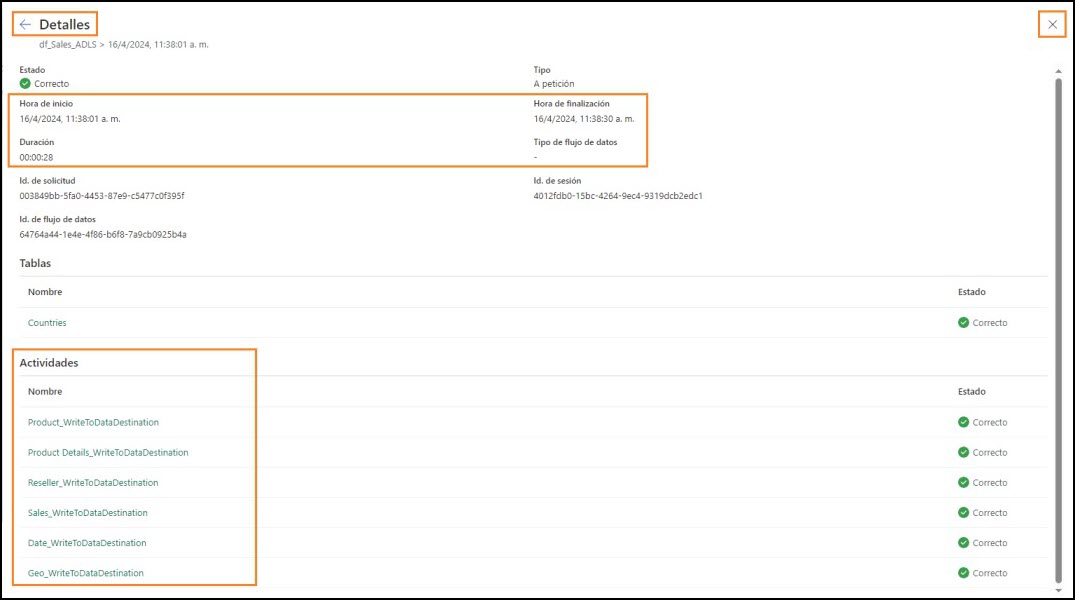 Detalles
df_Sales_ADLS > 16/4/2024, 11:38:01 a. m.
Estado
Correcto
Tipo
A petición
Hora de inicio
16/4/2024, 11:38:01 a. m.
Hora de finalización
16/4/2024, 11:38:30 a. m.
Duración
00:00:28
Tipo de flujo de datos
-
Id. de solicitud
003849bb-5fa0-4453-87e9-c5477c0f395f
Id. de sesión
4012fdb0-15bc-4264-9ec4-9319dcb2edc1
Id. de flujo de datos
64764a44-1e4e-4f86-b6f8-7a9cb0925b4a
Tablas
Nombre Estado
Countries Correcto
Actividades
Nombre Estado
Product_WriteToDataDestination Correcto
Product Details_WriteToDataDestination Correcto
Reseller_WriteToDataDestination Correcto
Sales_WriteToDataDestination Correcto
Date_WriteToDataDestination Correcto
Geo_WriteToDataDestination Correcto